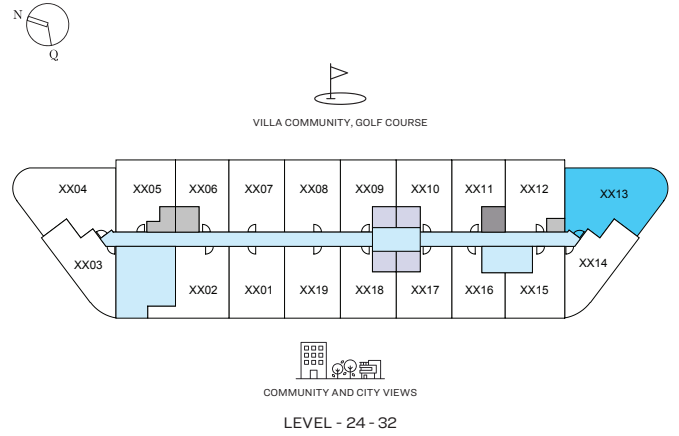 N
Q
VILLA COMMUNITY, GOLF COURSE
XX04 XX05 XX06 XX07 XX08 XX09 XX10 XX11 XX12 XX13
XX03 XX14
XX02 XX01 XX19 XX18 XX17 XX16 XX15
COMMUNITY AND CITY VIEWS
LEVEL - 24 - 32